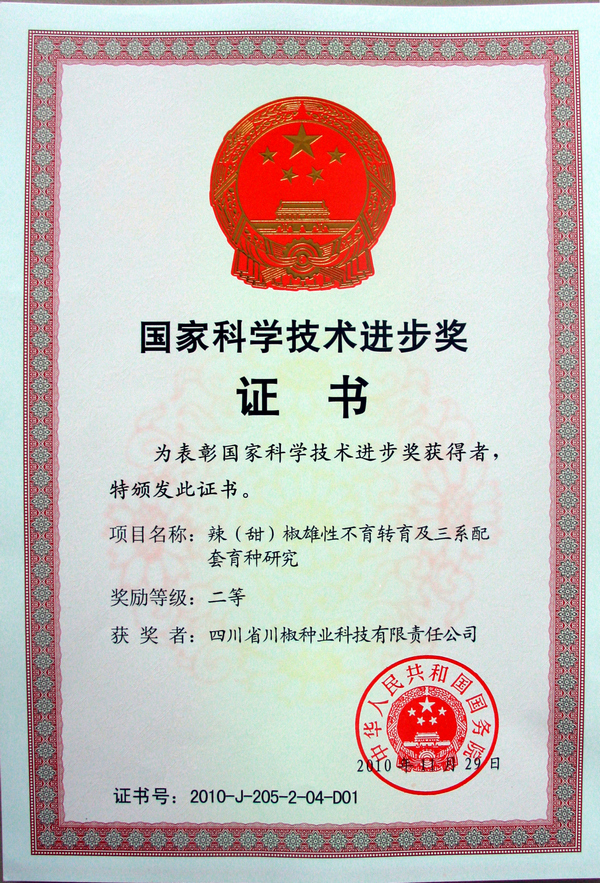 国家科学技术进步奖
证 书
为表彰国家科学技术进步奖获得者，
特颁发此证书。
项目名称：辣（甜）椒雄性不育转育及三系配
套育种研究
奖励等级：二等
获 奖 者：四川省川椒种业科技有限责任公司
中华人民共和国国务院
2010年11月29日
证书号：2010-J-205-2-04-D01